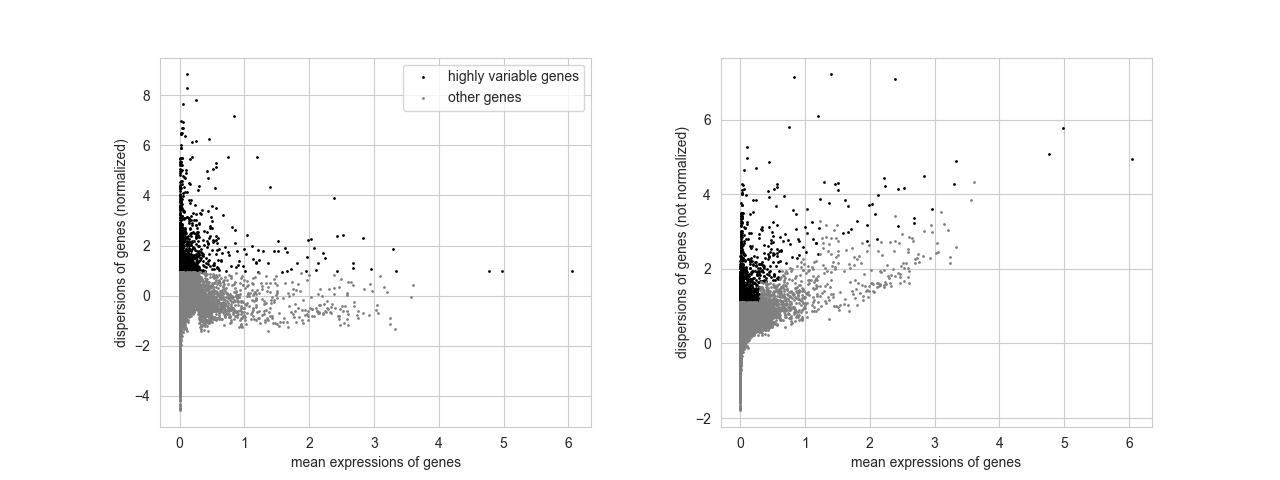 highly variable genes
other genes
8
6
4
2
0
−2
−4
dispersions of genes (normalized)
0 1 2 3 4 5 6
mean expressions of genes
6
4
2
0
−2
dispersions of genes (not normalized)
0 1 2 3 4 5 6
mean expressions of genes